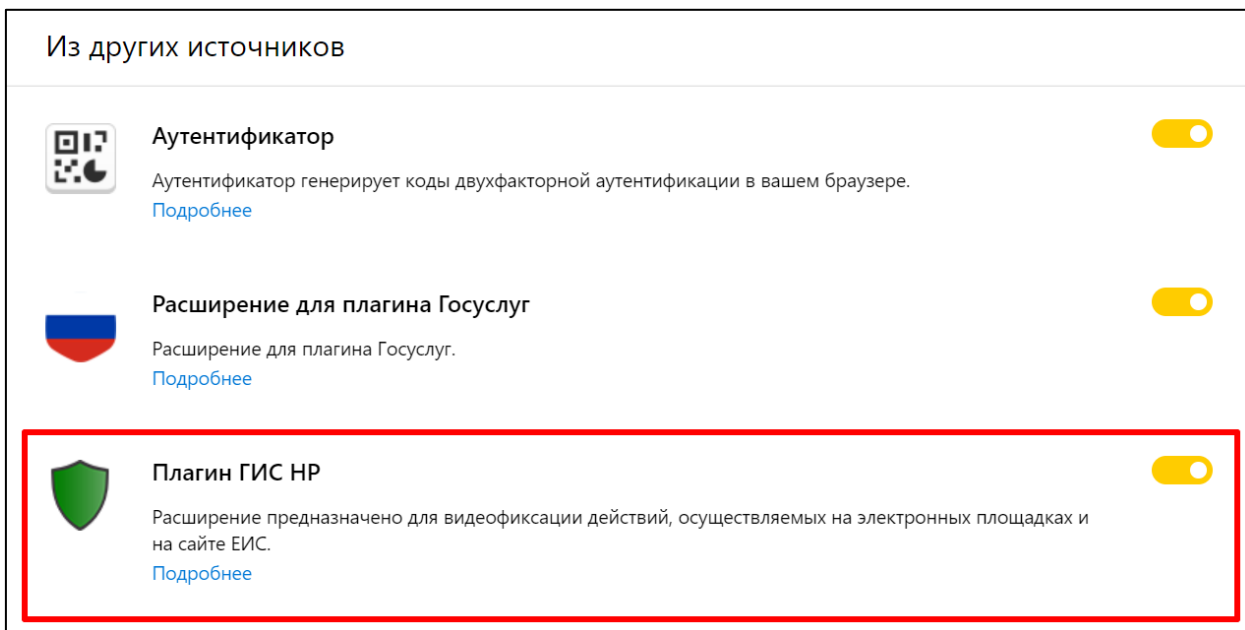 Из других источников
Аутентификатор
Аутентификатор генерирует коды двухфакторной аутентификации в вашем браузере.
Подробнее
Расширение для плагина Госуслуг
Расширение для плагина Госуслуг.
Подробнее
Плагин ГИС НР
Расширение предназначено для видеофиксации действий, осуществляемых на электронных площадках и
на сайте ЕИС.
Подробнее